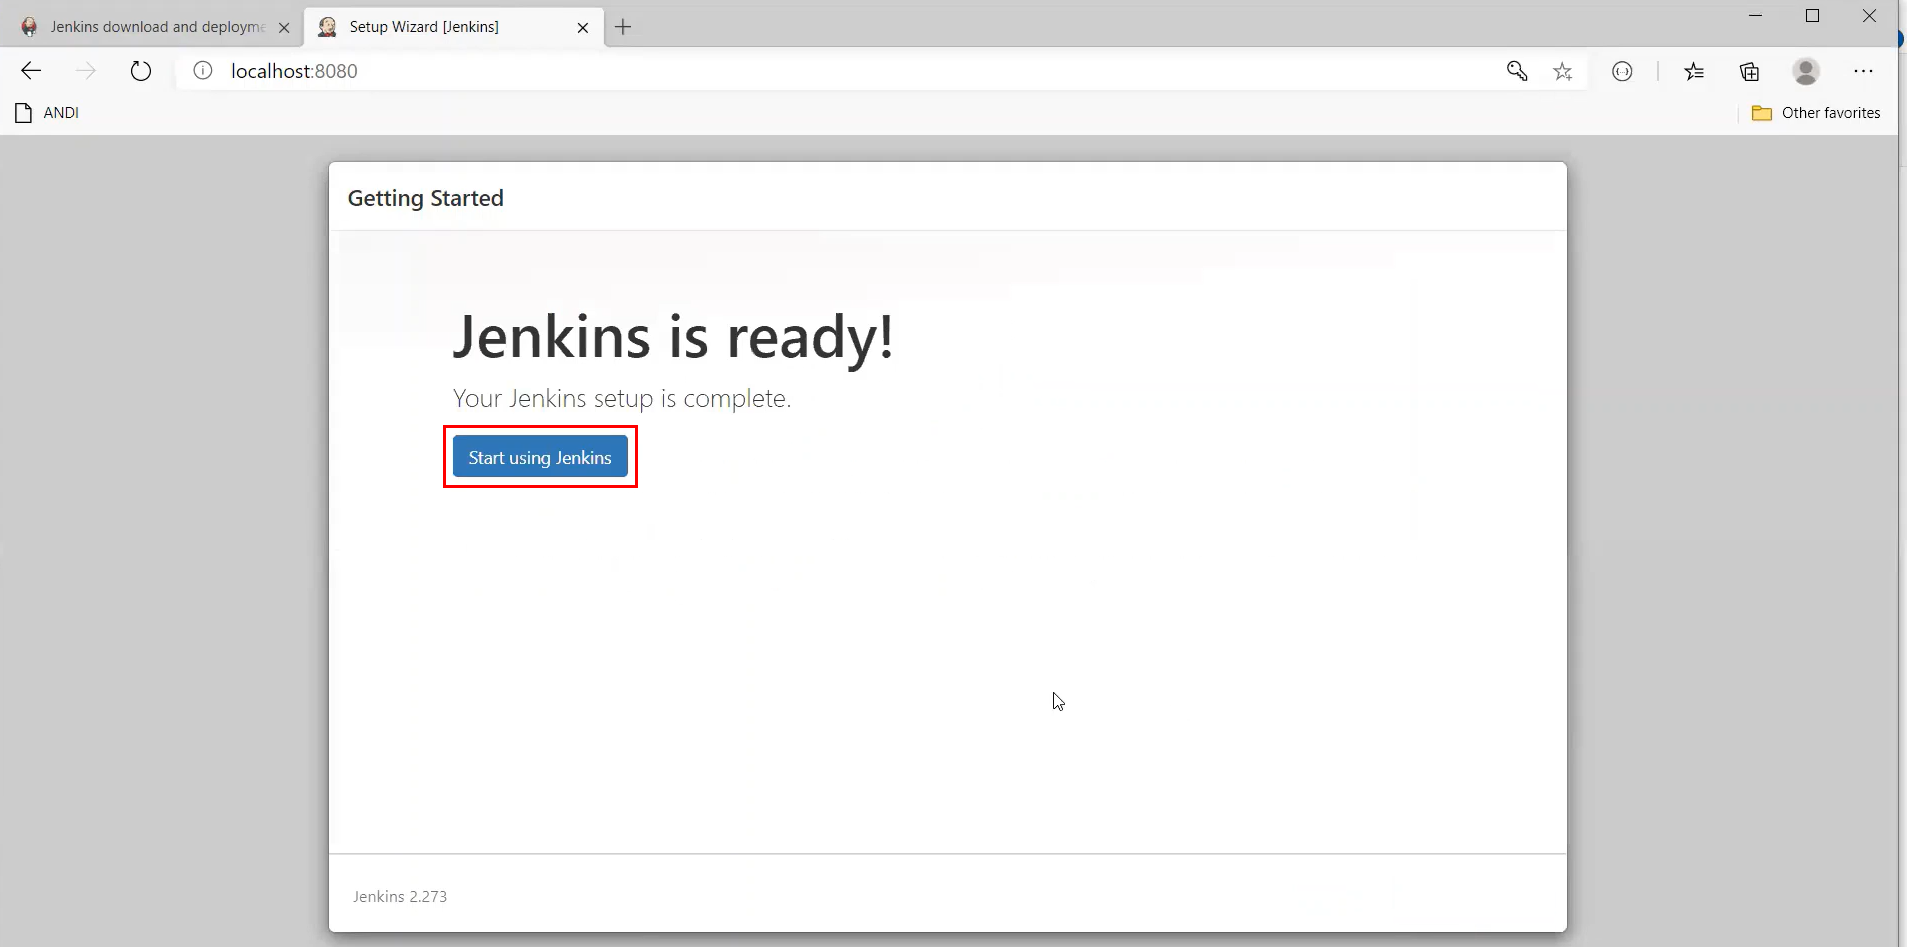 Jenkins download and deployme
Setup Wizard [Jenkins]
localhost:8080
ANDI
Other favorites
Getting Started
Jenkins is ready!
Your Jenkins setup is complete.
Start using Jenkins
Jenkins 2.273